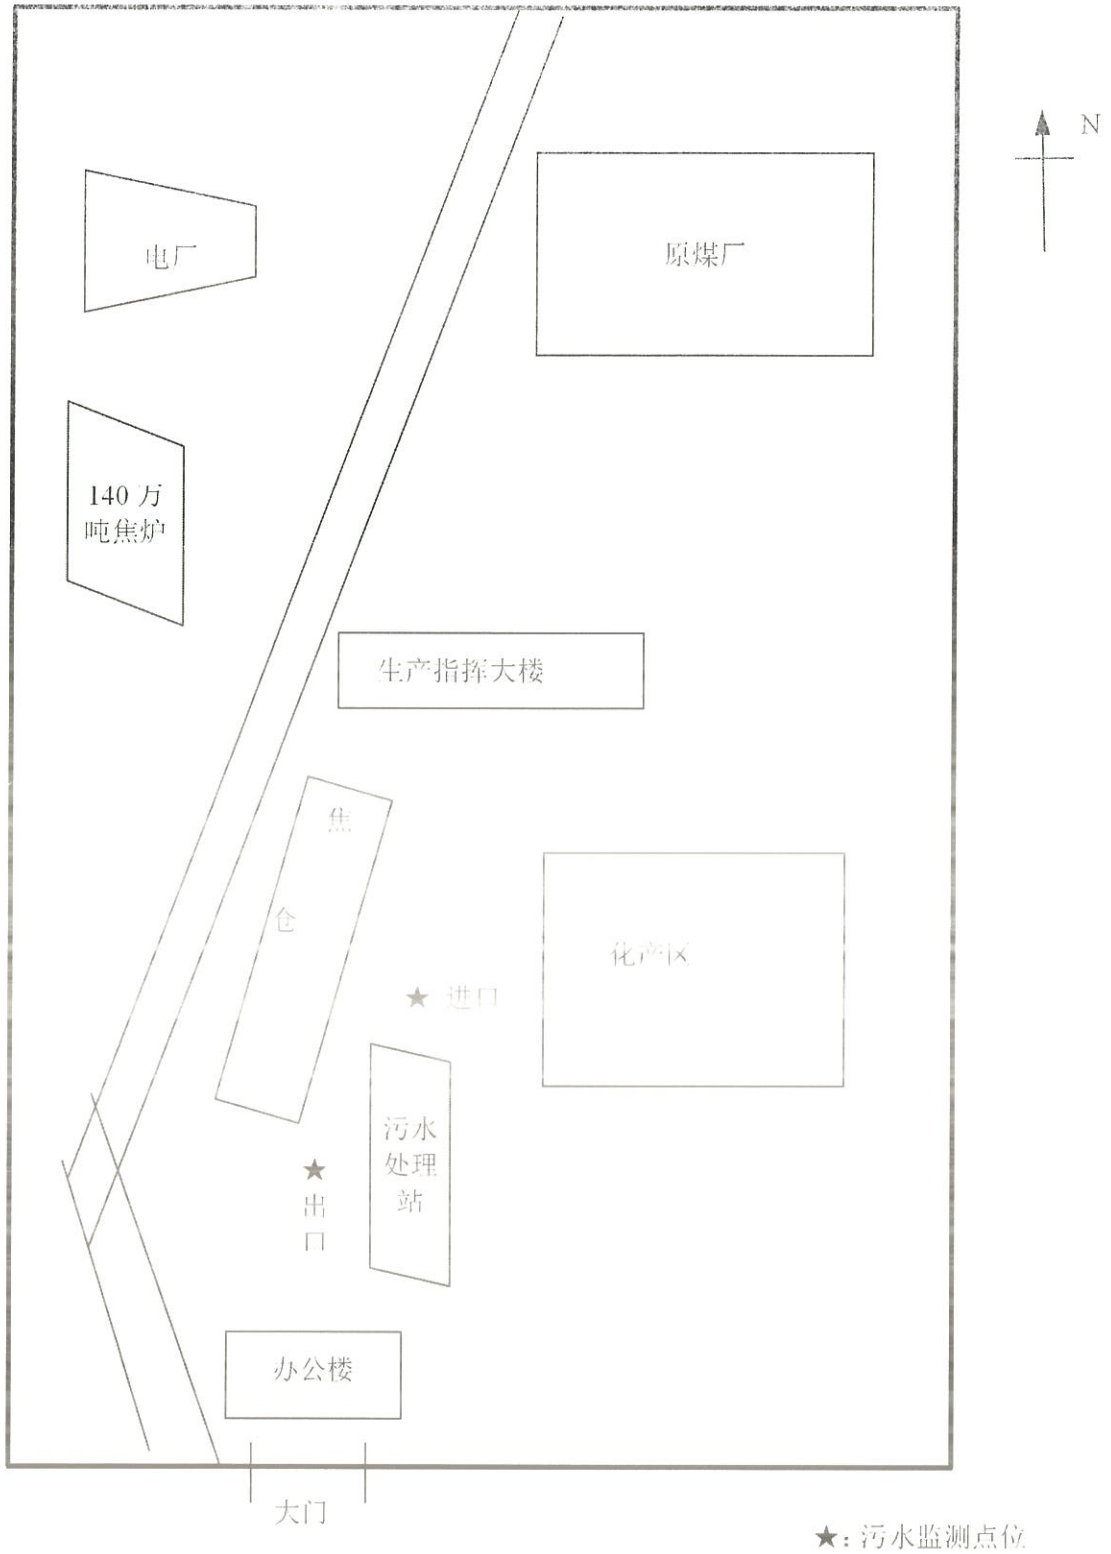 N
电厂
原煤厂
140 万
吨焦炉
生产指挥大楼
焦
仓
化产区
★ 进口
污水
处理
站
★
出
口
办公楼
大门
★: 污水监测点位